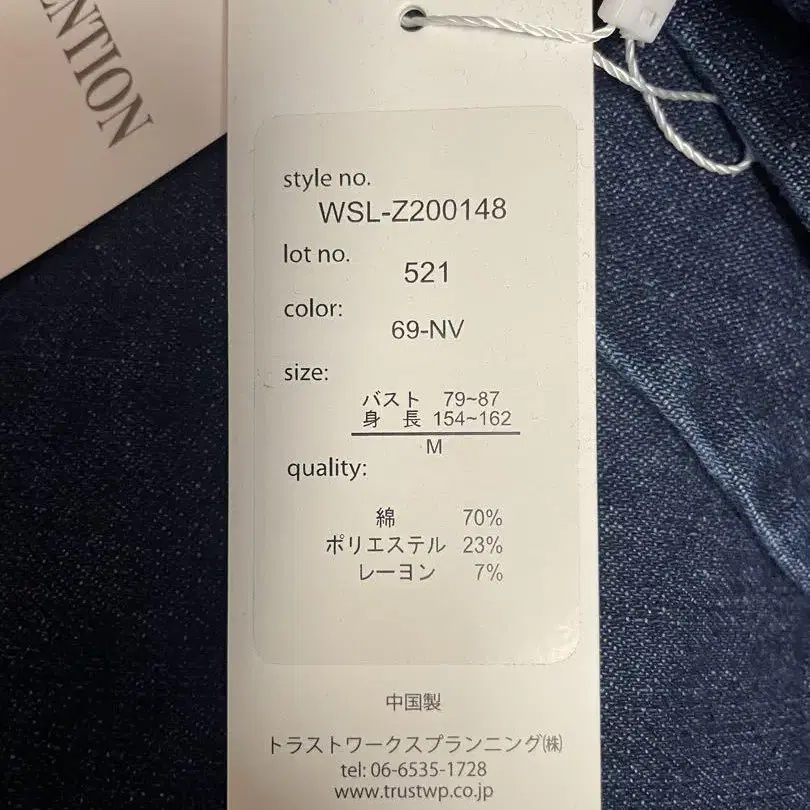 style no.
WSL-Z200148
lot no.
521
color:
69-NV
size:
バスト 79~87
身 長 154~162
M
quality:
綿 70%
ポリエステル 23%
レーヨン 7%
中国製
トラストワークスプランニング㈱
tel: 06-6535-1728
www.trustwp.co.jp